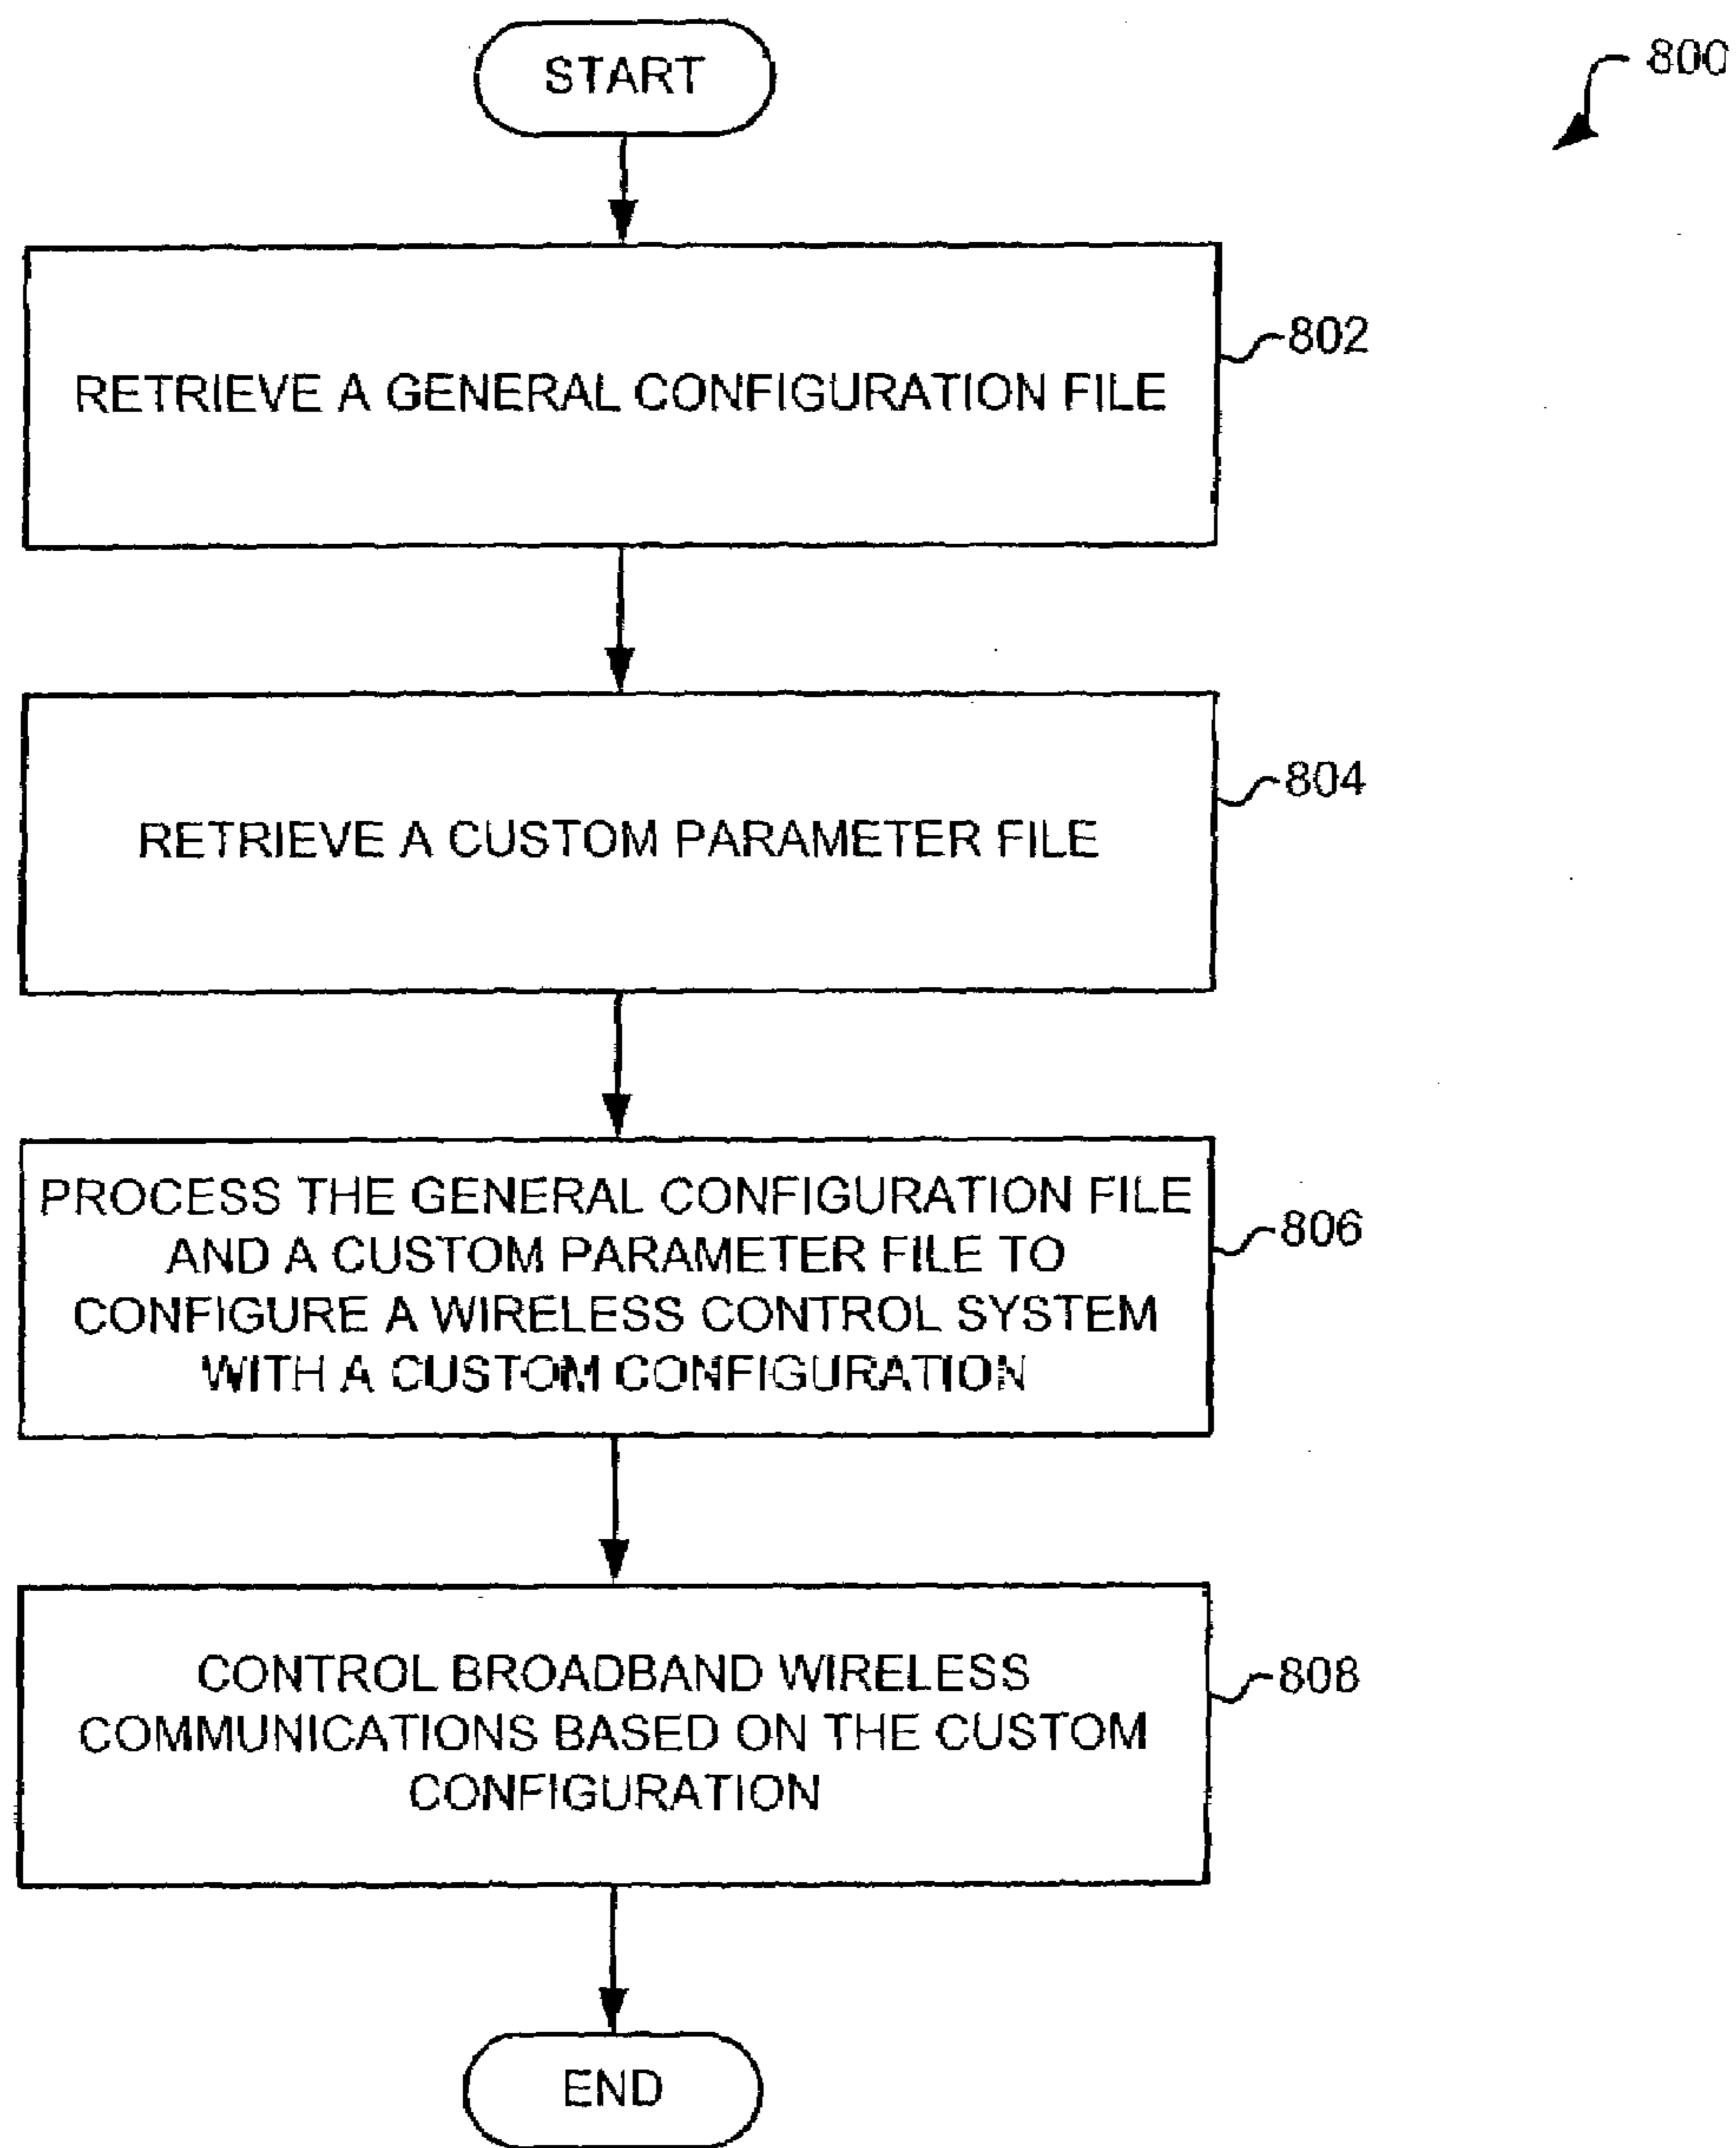 START
800
802
RETRIEVE A GENERAL CONFIGURATION FILE
804
RETRIEVE A CUSTOM PARAMETER FILE
PROCESS THE GENERAL CONFIGURATION FILE
AND A CUSTOM PARAMETER FILE TO
CONFIGURE A WIRELESS CONTROL SYSTEM
WITH A CUSTOM CONFIGURATION
806
CONTROL BROADBAND WIRELESS
COMMUNICATIONS BASED ON THE CUSTOM
CONFIGURATION
808
END